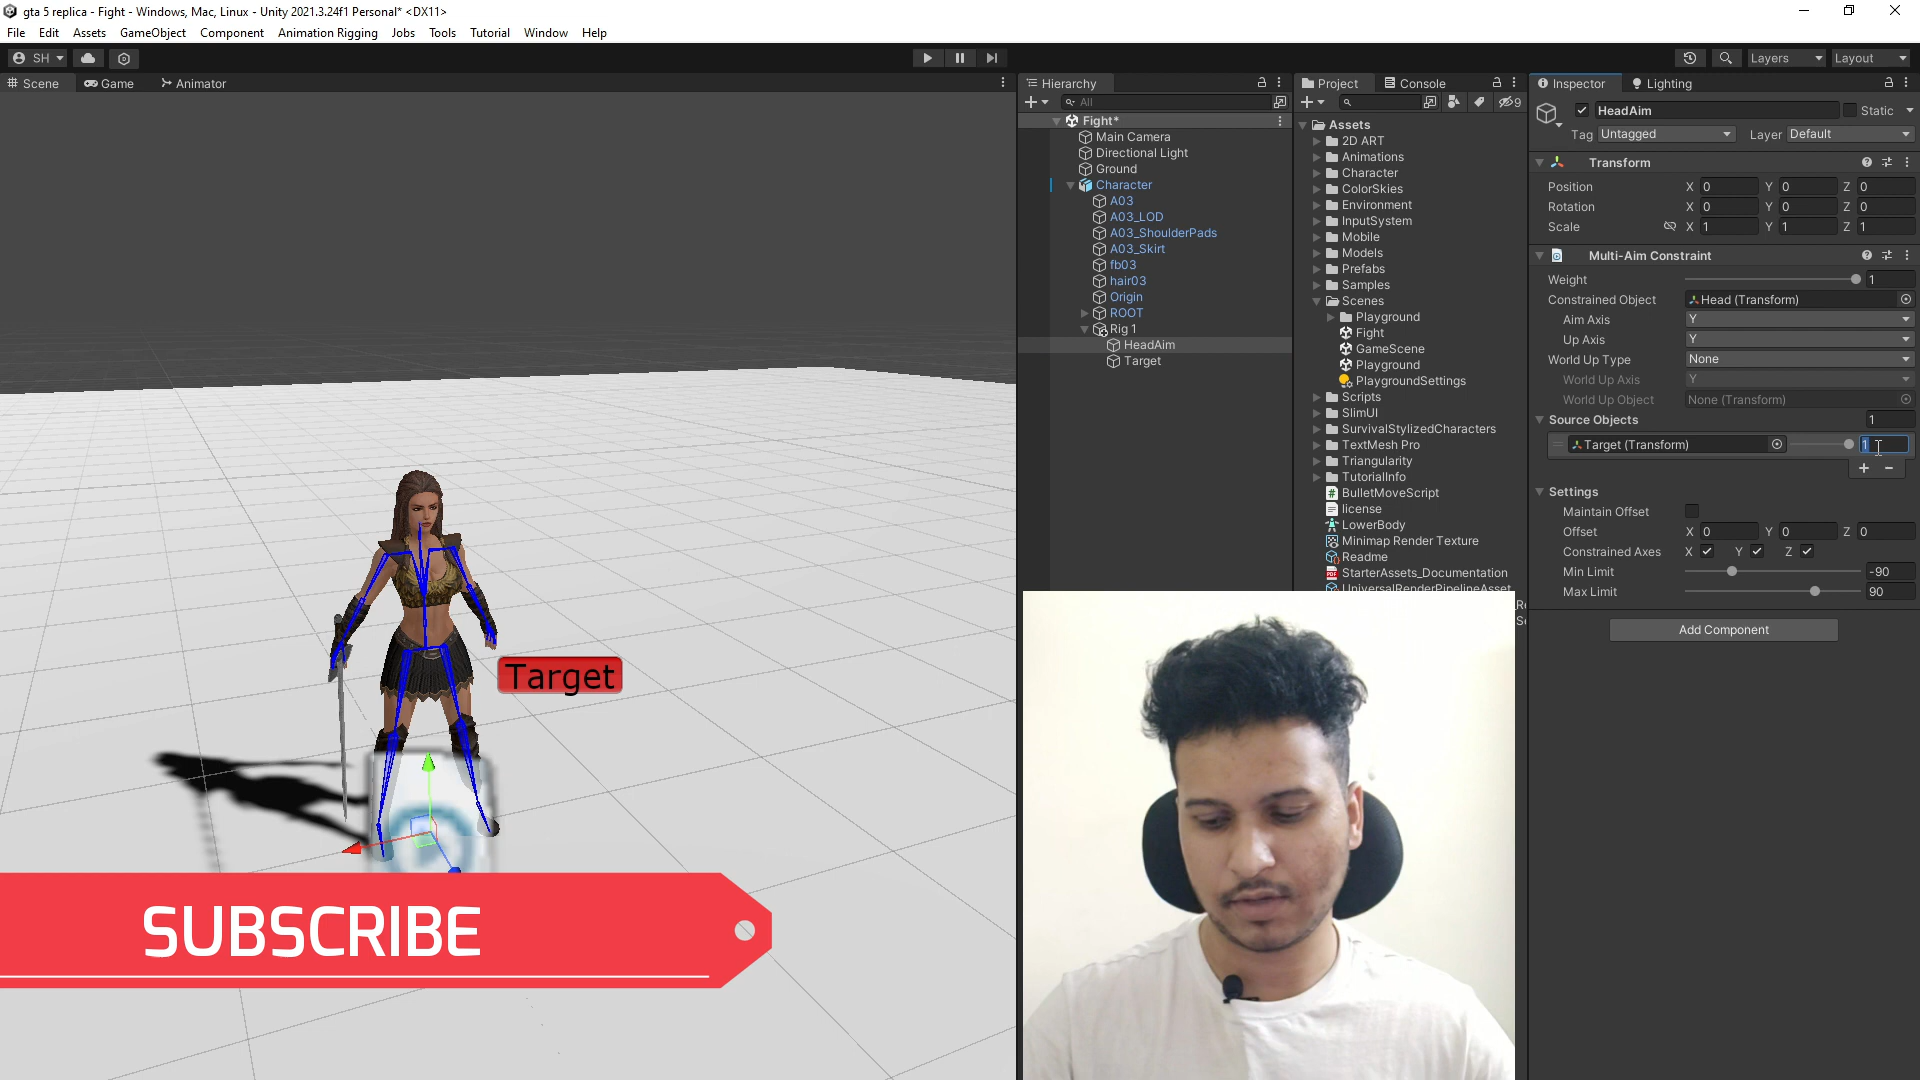 gta 5 replica - Fight - Windows, Mac, Linux - Unity 2021.3.24f1 Personal* <DX11>
File Edit Assets GameObject Component Animation Rigging Jobs Tools Tutorial Window Help
SH Layers Layout
Scene Game Animator
Hierarchy
All
Fight*
Main Camera
Directional Light
Ground
Character
A03
A03_LOD
A03_ShoulderPads
A03_Skirt
fb03
hair03
Origin
ROOT
Rig 1
HeadAim
Target
Project Console
9
Assets
2D ART
Animations
Character
ColorSkies
Environment
InputSystem
Mobile
Models
Prefabs
Samples
Scenes
Playground
Fight
GameScene
Playground
PlaygroundSettings
Scripts
SlimUI
SurvivalStylizedCharacters
TextMesh Pro
Triangularity
TutorialInfo
BulletMoveScript
license
LowerBody
Minimap Render Texture
Readme
StarterAssets_Documentation
UniversalRenderPipelineAsset
Inspector Lighting
HeadAim Static
Tag Untagged Layer Default
Transform
Position X 0 Y 0 Z 0
Rotation X 0 Y 0 Z 0
Scale X 1 Y 1 Z 1
Multi-Aim Constraint
Weight 1
Constrained Object Head (Transform)
Aim Axis Y
Up Axis Y
World Up Type None
World Up Axis Y
World Up Object None (Transform)
Source Objects 1
Target (Transform) 1
Settings
Maintain Offset
Offset X 0 Y 0 Z 0
Constrained Axes X Y Z
Min Limit -90
Max Limit 90
Add Component
Target
SUBSCRIBE